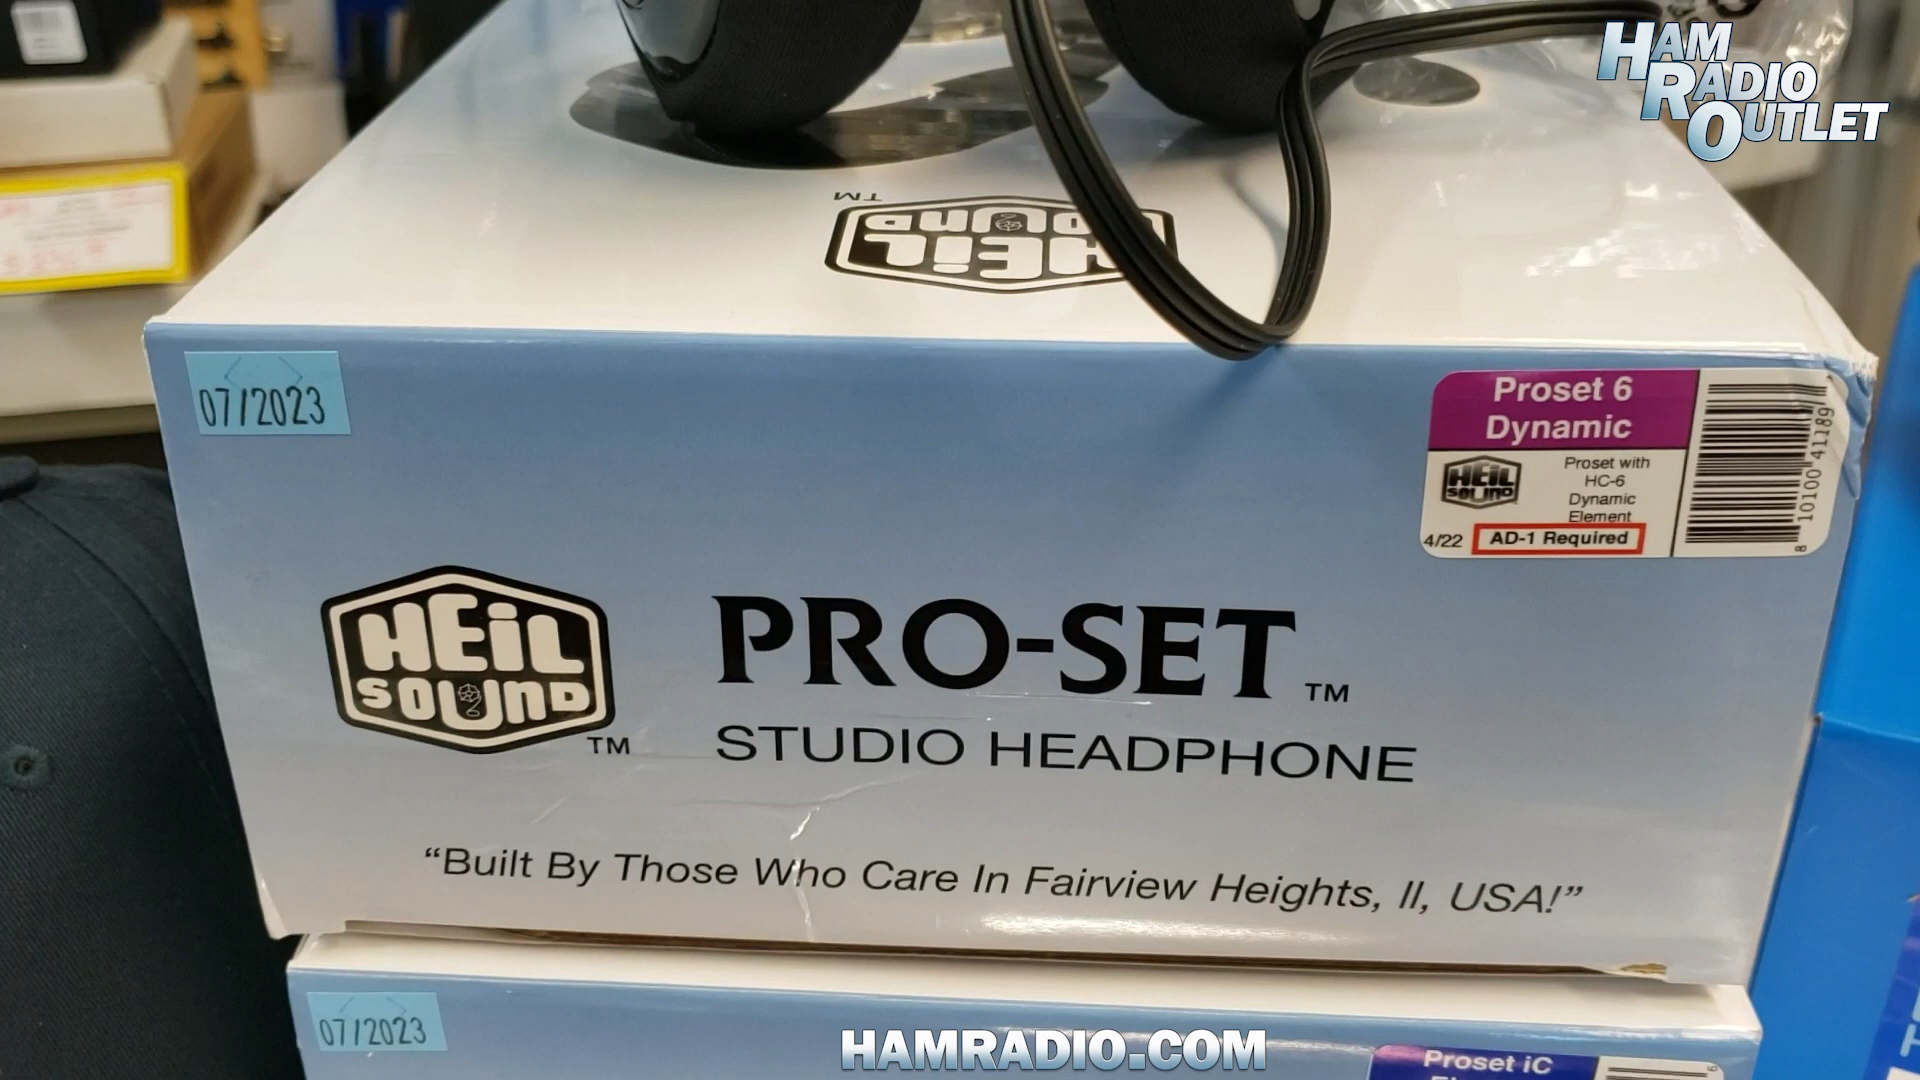 HAM
RADIO
OUTLET
TM
HEiL
SOUND
07/2023
Proset 6
Dynamic
HEiL
SOUND
Proset with
HC-6
Dynamic
Element
4/22
AD-1 Required
8 10100 41189
HEiL
SOUND
TM
PRO-SET TM
STUDIO HEADPHONE
“Built By Those Who Care In Fairview Heights, Il, USA!”
07/2023
HAMRADIO.COM
Proset iC